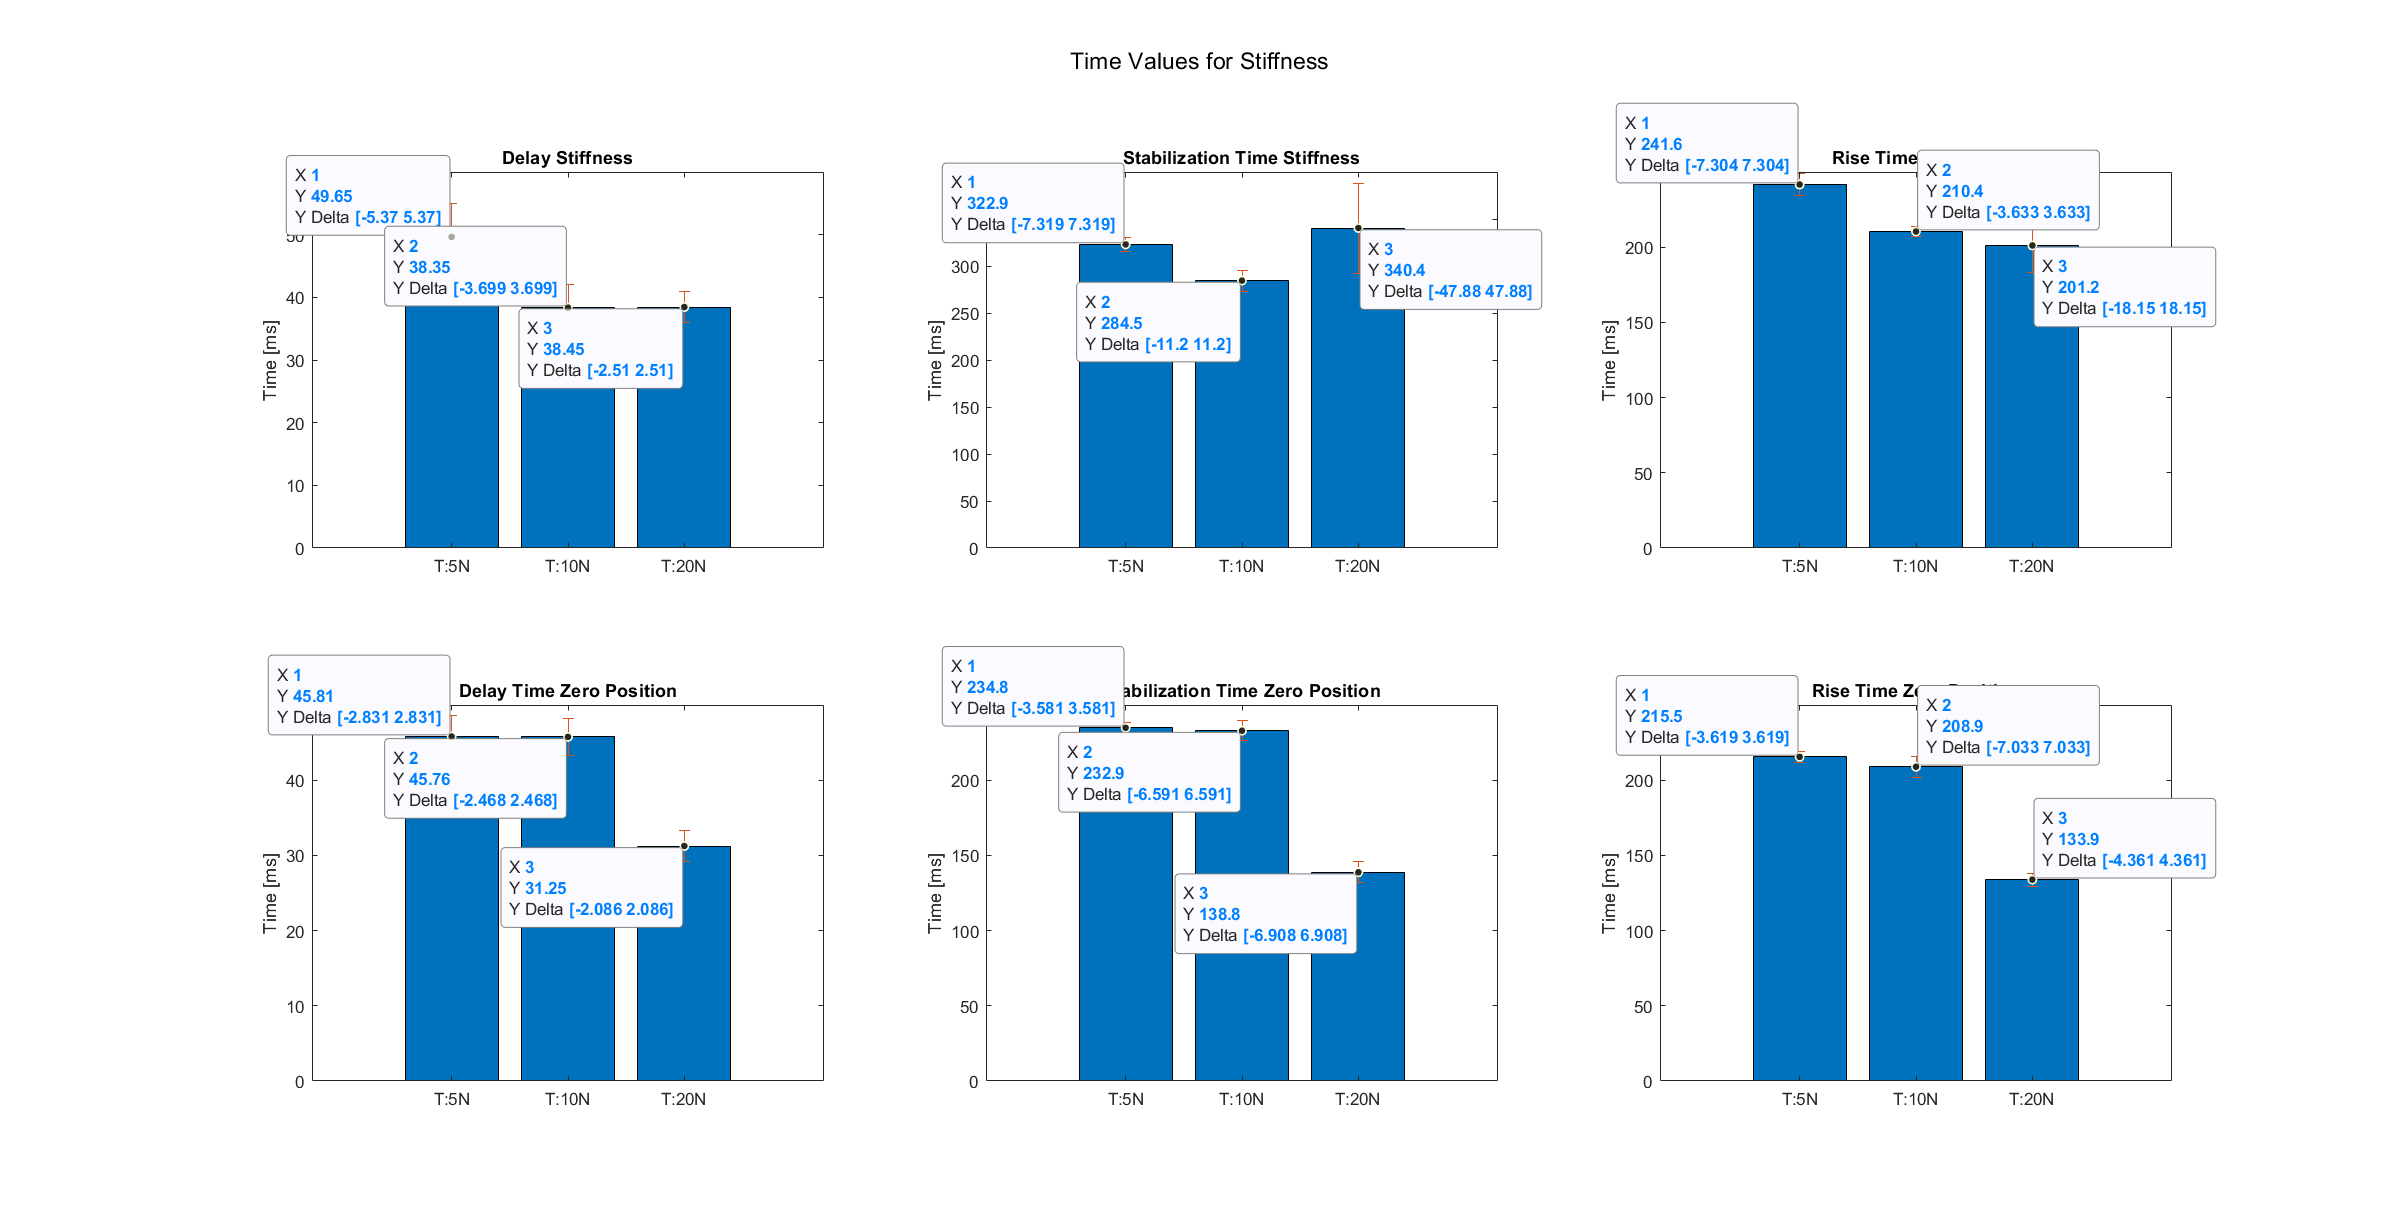 Time Values for Stiffness
Delay Stiffness
X 1
Y 49.65
Y Delta [-5.37 5.37]
X 2
Y 38.35
Y Delta [-3.699 3.699]
X 3
Y 38.45
Y Delta [-2.51 2.51]
Time [ms]
50
40
30
20
10
0
T:5N T:10N T:20N
Stabilization Time Stiffness
X 1
Y 322.9
Y Delta [-7.319 7.319]
X 2
Y 284.5
Y Delta [-11.2 11.2]
X 3
Y 340.4
Y Delta [-47.88 47.88]
Time [ms]
300
250
200
150
100
50
0
T:5N T:10N T:20N
Rise Time
X 1
Y 241.6
Y Delta [-7.304 7.304]
X 2
Y 210.4
Y Delta [-3.633 3.633]
X 3
Y 201.2
Y Delta [-18.15 18.15]
Time [ms]
200
150
100
50
0
T:5N T:10N T:20N
Delay Time Zero Position
X 1
Y 45.81
Y Delta [-2.831 2.831]
X 2
Y 45.76
Y Delta [-2.468 2.468]
X 3
Y 31.25
Y Delta [-2.086 2.086]
Time [ms]
40
30
20
10
0
T:5N T:10N T:20N
abilization Time Zero Position
X 1
Y 234.8
Y Delta [-3.581 3.581]
X 2
Y 232.9
Y Delta [-6.591 6.591]
X 3
Y 138.8
Y Delta [-6.908 6.908]
Time [ms]
200
150
100
50
0
T:5N T:10N T:20N
Rise Time
X 1
Y 215.5
Y Delta [-3.619 3.619]
X 2
Y 208.9
Y Delta [-7.033 7.033]
X 3
Y 133.9
Y Delta [-4.361 4.361]
Time [ms]
200
150
100
50
0
T:5N T:10N T:20N